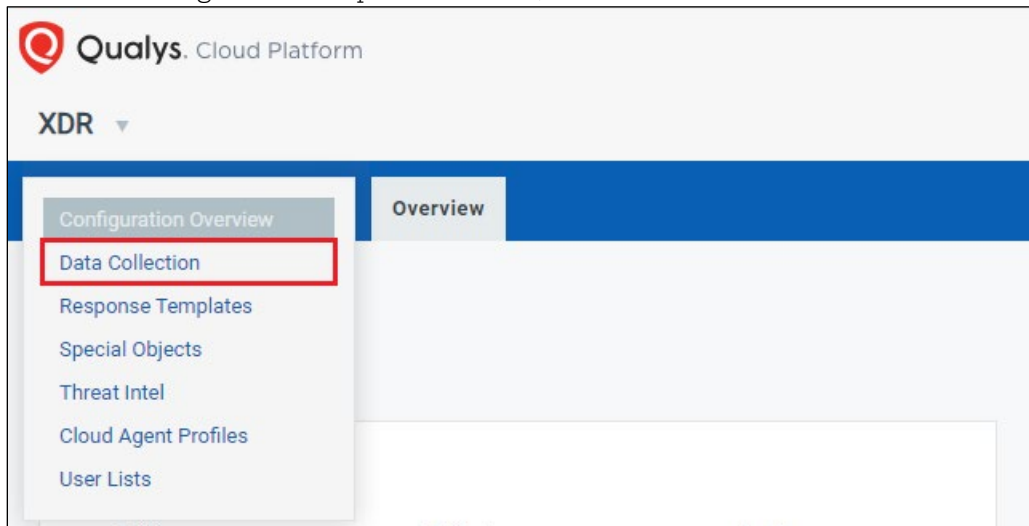 Qualys. Cloud Platform
XDR
Configuration Overview
Overview
Data Collection
Response Templates
Special Objects
Threat Intel
Cloud Agent Profiles
User Lists